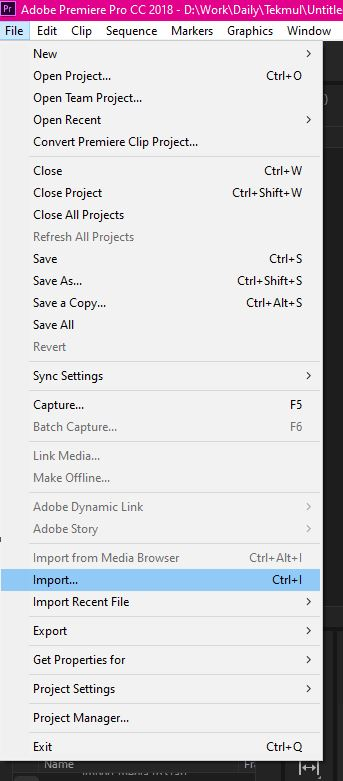 Pr Adobe Premiere Pro CC 2018 - D:\Work\Daily\Tekmul\Untitle
File Edit Clip Sequence Markers Graphics Window
New
Open Project... Ctrl+O
Open Team Project...
Open Recent
Convert Premiere Clip Project...
Close Ctrl+W
Close Project Ctrl+Shift+W
Close All Projects
Refresh All Projects
Save Ctrl+S
Save As... Ctrl+Shift+S
Save a Copy... Ctrl+Alt+S
Save All
Revert
Sync Settings
Capture... F5
Batch Capture... F6
Link Media...
Make Offline...
Adobe Dynamic Link
Adobe Story
Import from Media Browser Ctrl+Alt+I
Import... Ctrl+I
Import Recent File
Export
Get Properties for
Project Settings
Project Manager...
Exit Ctrl+Q
Name Fr